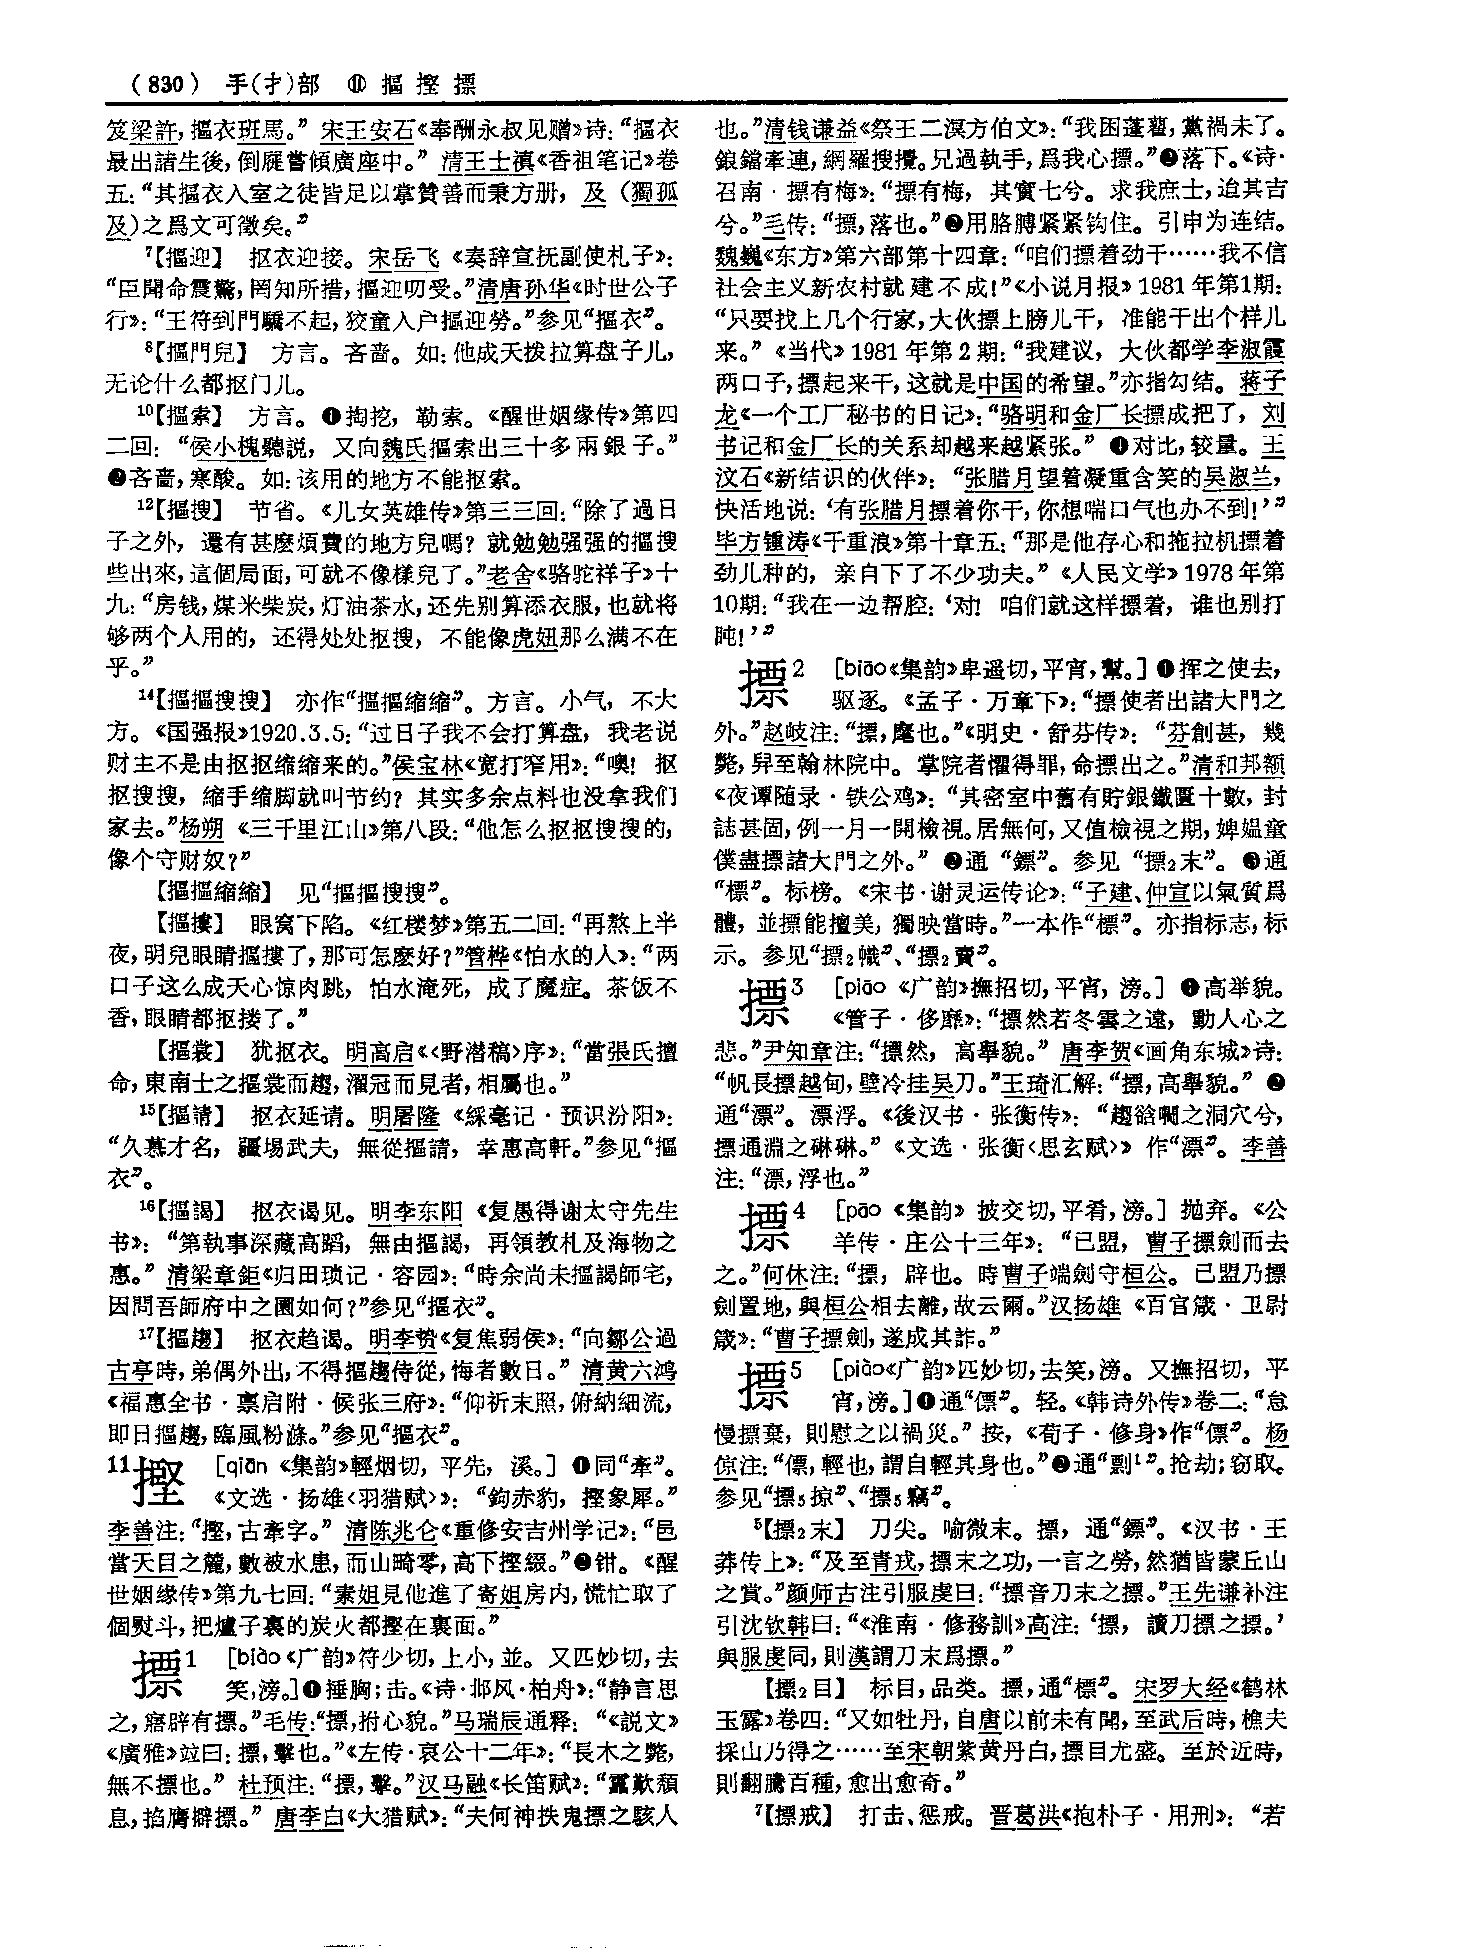 （830） 手(扌)部 ⑪ 摳 摼 摽
笈梁許，摳衣班馬。”宋王安石《奉酬永叔见赠》诗：“摳衣
最出諸生後，倒屣嘗傾廣座中。”清王士禛《香祖笔记》卷
五：“其摳衣入室之徒皆足以掌贊善而秉方册，及（獨孤
及）之爲文可徵矣。”
⁷【摳迎】 抠衣迎接。宋岳飞《奏辞宣抚副使札子》：
“臣聞命震驚，罔知所措，摳迎叨受。”清唐孙华《时世公子
行》：“王符到門驕不起，狡童入户摳迎勞。”参见“摳衣”。
⁸【摳門兒】 方言。吝啬。如：他成天拨拉算盘子儿，
无论什么都抠门儿。
¹⁰【摳索】 方言。❶掏挖，勒索。《醒世姻缘传》第四
二回：“侯小槐聽説，又向魏氏摳索出三十多兩銀子。”
❷吝啬，寒酸。如：该用的地方不能抠索。
¹²【摳搜】 节省。《儿女英雄传》第三三回：“除了過日
子之外，還有甚麽煩費的地方兒嗎？就勉勉强强的摳搜
些出來，這個局面，可就不像樣兒了。”老舍《骆驼祥子》十
九：“房钱，煤米柴炭，灯油茶水，还先别算添衣服，也就将
够两个人用的，还得处处抠搜，不能像虎妞那么满不在
乎。”
¹⁴【摳摳搜搜】 亦作“摳摳縮縮”。方言。小气，不大
方。《国强报》1920.3.5：“过日子我不会打算盘，我老说
财主不是由抠抠缩缩来的。”侯宝林《宽打窄用》：“噢！抠
抠搜搜，缩手缩脚就叫节约？其实多余点料也没拿我们
家去。”杨朔《三千里江山》第八段：“他怎么抠抠搜搜的，
像个守财奴？”
【摳摳縮縮】 见“摳摳搜搜”。
【摳摟】 眼窝下陷。《红楼梦》第五二回：“再熬上半
夜，明兒眼睛摳摟了，那可怎麽好？”管桦《怕水的人》：“两
口子这么成天心惊肉跳，怕水淹死，成了魔症。茶饭不
香，眼睛都抠搂了。”
【摳裳】 犹抠衣。明高启《〈野潜稿〉序》：“當張氏擅
命，東南士之摳裳而趨，濯冠而見者，相屬也。”
¹⁵【摳請】 抠衣延请。明屠隆《綵毫记·预识汾阳》：
“久慕才名，疆埸武夫，無從摳請，幸惠高軒。”参见“摳
衣”。
¹⁶【摳謁】 抠衣谒见。明李东阳《复愚得谢太守先生
书》：“第執事深藏高蹈，無由摳謁，再領教札及海物之
惠。”清梁章鉅《归田琐记·容园》：“時余尚未摳謁師宅，
因問吾師府中之園如何？”参见“摳衣”。
¹⁷【摳趨】 抠衣趋谒。明李贽《复焦弱侯》：“向鄒公過
古亭時，弟偶外出，不得摳趨侍從，悔者數日。”清黄六鸿
《福惠全书·禀启附·候张三府》：“仰祈末照，俯納細流，
即日摳趨，臨風粉滌。”参见“摳衣”。
11摼 ［qiān《集韵》輕烟切，平先，溪。］❶同“牽”。
《文选·扬雄〈羽猎赋〉》：“鉤赤豹，摼象犀。”
李善注：“摼，古牽字。”清陈兆仑《重修安吉州学记》：“邑
當天目之麓，數被水患，而山畸零，高下摼綴。”❷钳。《醒
世姻缘传》第九七回：“素姐見他進了寄姐房内，慌忙取了
個熨斗，把爐子裏的炭火都摼在裏面。”
摽1 ［biào《广韵》符少切，上小，並。又匹妙切，去
笑，滂。］❶捶胸；击。《诗·邶风·柏舟》：“静言思
之，寤辟有摽。”毛传：“摽，拊心貌。”马瑞辰通释：“《説文》
《廣雅》竝曰：摽，擊也。”《左传·哀公十二年》：“長木之斃，
無不摽也。”杜预注：“摽，擊。”汉马融《长笛赋》：“靁歎頽
息，掐膺擗摽。”唐李白《大猎赋》：“夫何神抶鬼摽之駭人
也。”清钱谦益《祭王二溟方伯文》：“我困蓬藋，黨禍未了。
鋃鐺牽連，網羅搜攪。兄過執手，爲我心摽。”❷落下。《诗·
召南·摽有梅》：“摽有梅，其實七兮。求我庶士，迨其吉
兮。”毛传：“摽，落也。”❸用胳膊紧紧钩住。引申为连结。
魏巍《东方》第六部第十四章：“咱们摽着劲干……我不信
社会主义新农村就建不成！”《小说月报》1981年第1期：
“只要找上几个行家，大伙摽上膀儿干，准能干出个样儿
来。”《当代》1981年第2期：“我建议，大伙都学李淑霞
两口子，摽起来干，这就是中国的希望。”亦指勾结。蒋子
龙《一个工厂秘书的日记》：“骆明和金厂长摽成把了，刘
书记和金厂长的关系却越来越紧张。”❹对比，较量。王
汶石《新结识的伙伴》：“张腊月望着凝重含笑的吴淑兰，
快活地说：‘有张腊月摽着你干，你想喘口气也办不到！’”
毕方锺涛《千重浪》第十章五：“那是他存心和拖拉机摽着
劲儿种的，亲自下了不少功夫。”《人民文学》1978年第
10期：“我在一边帮腔：‘对！咱们就这样摽着，谁也别打
盹！’”
摽2 ［biāo《集韵》卑遥切，平宵，幫。］❶挥之使去，
驱逐。《孟子·万章下》：“摽使者出諸大門之
外。”赵岐注：“摽，麾也。”《明史·舒芬传》：“芬創甚，幾
斃，舁至翰林院中。掌院者懼得罪，命摽出之。”清和邦额
《夜谭随录·铁公鸡》：“其密室中舊有貯銀鐵匱十數，封
誌甚固，例一月一開檢視。居無何，又值檢視之期，婢媪童
僕盡摽諸大門之外。”❷通“鏢”。参见“摽₂末”。❸通
“標”。标榜。《宋书·谢灵运传论》：“子建、仲宣以氣質爲
體，並摽能擅美，獨映當時。”一本作“標”。亦指标志，标
示。参见“摽₂幟”、“摽₂賣”。
摽3 ［piāo《广韵》撫招切，平宵，滂。］❶高举貌。
《管子·侈靡》：“摽然若冬雲之遠，動人心之
悲。”尹知章注：“摽然，高舉貌。”唐李贺《画角东城》诗：
“帆長摽越甸，壁冷挂吴刀。”王琦汇解：“摽，高舉貌。”❷
通“漂”。漂浮。《後汉书·张衡传》：“趨谽𧯆之洞穴兮，
摽通淵之碄碄。”《文选·张衡〈思玄赋〉》作“漂”。李善
注：“漂，浮也。”
摽4 ［pāo《集韵》披交切，平肴，滂。］抛弃。《公
羊传·庄公十三年》：“已盟，曹子摽劍而去
之。”何休注：“摽，辟也。時曹子端劍守桓公。已盟乃摽
劍置地，與桓公相去離，故云爾。”汉扬雄《百官箴·卫尉
箴》：“曹子摽劍，遂成其詐。”
摽5 ［piào《广韵》匹妙切，去笑，滂。又撫招切，平
宵，滂。］❶通“僄”。轻。《韩诗外传》卷二：“怠
慢摽棄，則慰之以禍災。”按，《荀子·修身》作“僄”。杨
倞注：“僄，輕也，謂自輕其身也。”❷通“剽¹”。抢劫；窃取。
参见“摽₅掠”、“摽₅竊”。
⁵【摽₂末】 刀尖。喻微末。摽，通“鏢”。《汉书·王
莽传上》：“及至青戎，摽末之功，一言之勞，然猶皆蒙丘山
之賞。”颜师古注引服虔曰：“摽音刀末之摽。”王先谦补注
引沈钦韩曰：“《淮南·修務訓》高注：‘摽，讀刀摽之摽。’
與服虔同，則漢謂刀末爲摽。”
【摽₂目】 标目，品类。摽，通“標”。宋罗大经《鹤林
玉露》卷四：“又如牡丹，自唐以前未有聞，至武后時，樵夫
採山乃得之……至宋朝紫黄丹白，摽目尤盛。至於近時，
則翻騰百種，愈出愈奇。”
⁷【摽戒】 打击、惩戒。晋葛洪《抱朴子·用刑》：“若